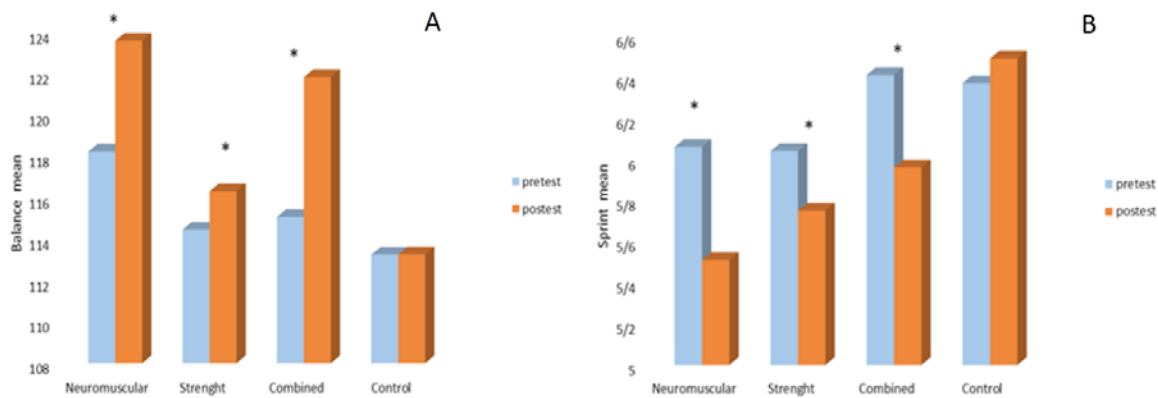 A
Balance mean
124
122
120
118
116
114
112
110
108
*
*
*
Neuromuscular Strenght Combined Control
pretest
postest
B
Sprint mean
6/6
6/4
6/2
6
5/8
5/6
5/4
5/2
5
*
*
*
Neuromuscular Strenght Combined Control
pretest
postest